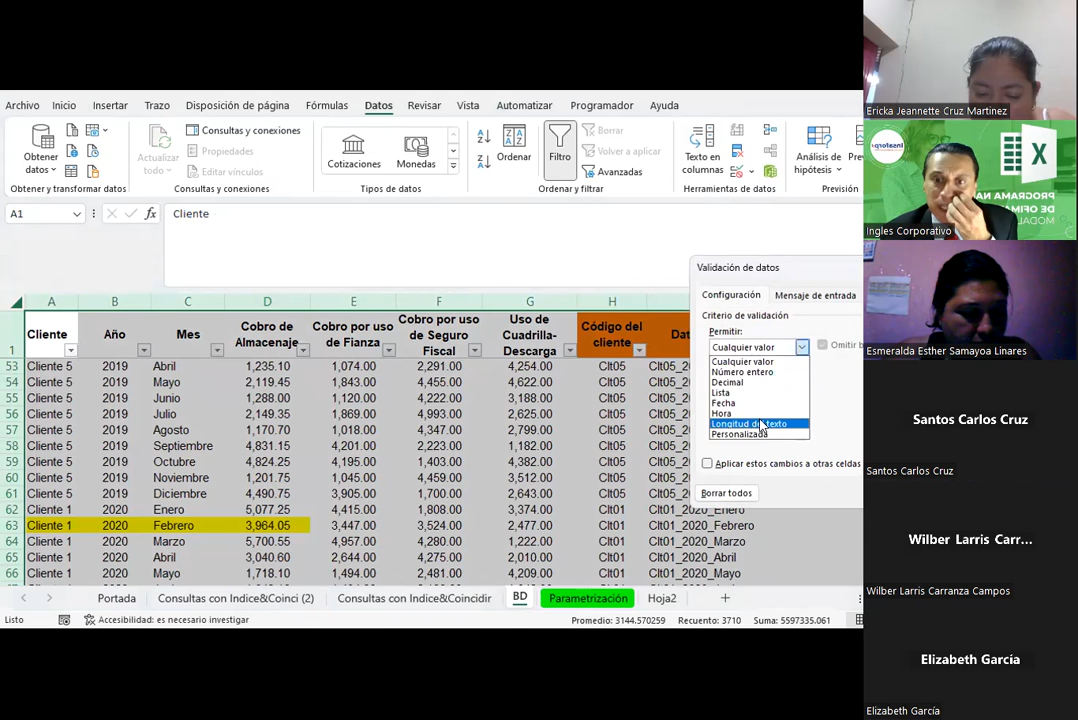 Archivo Inicio Insertar Trazo Disposición de página Fórmulas Datos Revisar Vista Automatizar Programador Ayuda
Obtener datos
Actualizar todo
Consultas y conexiones
Propiedades
Editar vínculos
Cotizaciones
Monedas
Ordenar
Filtro
Borrar
Volver a aplicar
Avanzadas
Texto en columnas
Análisis de hipótesis
Obtener y transformar datos
Consultas y conexiones
Tipos de datos
Ordenar y filtrar
Herramientas de datos
Previsión
A1 fx Cliente
Validación de datos
Configuración Mensaje de entrada
Criterio de validación
Permitir:
Cualquier valor
Cualquier valor
Número entero
Decimal
Lista
Fecha
Hora
Longitud de texto
Personalizada
Aplicar estos cambios a otras celdas
Borrar todos
A B C D E F G H
1 Cliente Año Mes Cobro de Almacenaje Cobro por uso de Fianza Cobro por uso de Seguro Fiscal Uso de Cuadrilla-Descarga Código del cliente
53 Cliente 5 2019 Abril 1,235.10 1,074.00 2,291.00 4,254.00 Clt05
54 Cliente 5 2019 Mayo 2,119.45 1,843.00 4,455.00 4,622.00 Clt05
55 Cliente 5 2019 Junio 1,288.00 1,120.00 4,222.00 3,188.00 Clt05
56 Cliente 5 2019 Julio 2,149.35 1,869.00 4,993.00 2,625.00 Clt05
57 Cliente 5 2019 Agosto 1,170.70 1,018.00 4,347.00 2,799.00 Clt05
58 Cliente 5 2019 Septiembre 4,831.15 4,201.00 2,223.00 1,182.00 Clt05
59 Cliente 5 2019 Octubre 4,824.25 4,195.00 1,403.00 4,382.00 Clt05
60 Cliente 5 2019 Noviembre 1,201.75 1,045.00 4,459.00 3,512.00 Clt05
61 Cliente 5 2019 Diciembre 4,490.75 3,905.00 1,700.00 2,643.00 Clt05
62 Cliente 1 2020 Enero 5,077.25 4,415.00 1,808.00 3,374.00 Clt01 Clt01_2020_Enero
63 Cliente 1 2020 Febrero 3,964.05 3,447.00 3,524.00 2,477.00 Clt01 Clt01_2020_Febrero
64 Cliente 1 2020 Marzo 5,700.55 4,957.00 4,280.00 1,222.00 Clt01 Clt01_2020_Marzo
65 Cliente 1 2020 Abril 3,040.60 2,644.00 4,275.00 2,010.00 Clt01 Clt01_2020_Abril
66 Cliente 1 2020 Mayo 1,718.10 1,494.00 2,481.00 4,209.00 Clt01 Clt01_2020_Mayo
Portada Consultas con Indice&Coinci (2) Consultas con Indice&Coincidir BD Parametrización Hoja2
Listo Accesibilidad: es necesario investigar Promedio: 3144.570259 Recuento: 3710 Suma: 5597335.061
Ericka Jeannette Cruz Martinez
Ingles Corporativo
Esmeralda Esther Samayoa Linares
Santos Carlos Cruz
Santos Carlos Cruz
Wilber Larris Carr...
Wilber Larris Carranza Campos
Elizabeth García
Elizabeth García